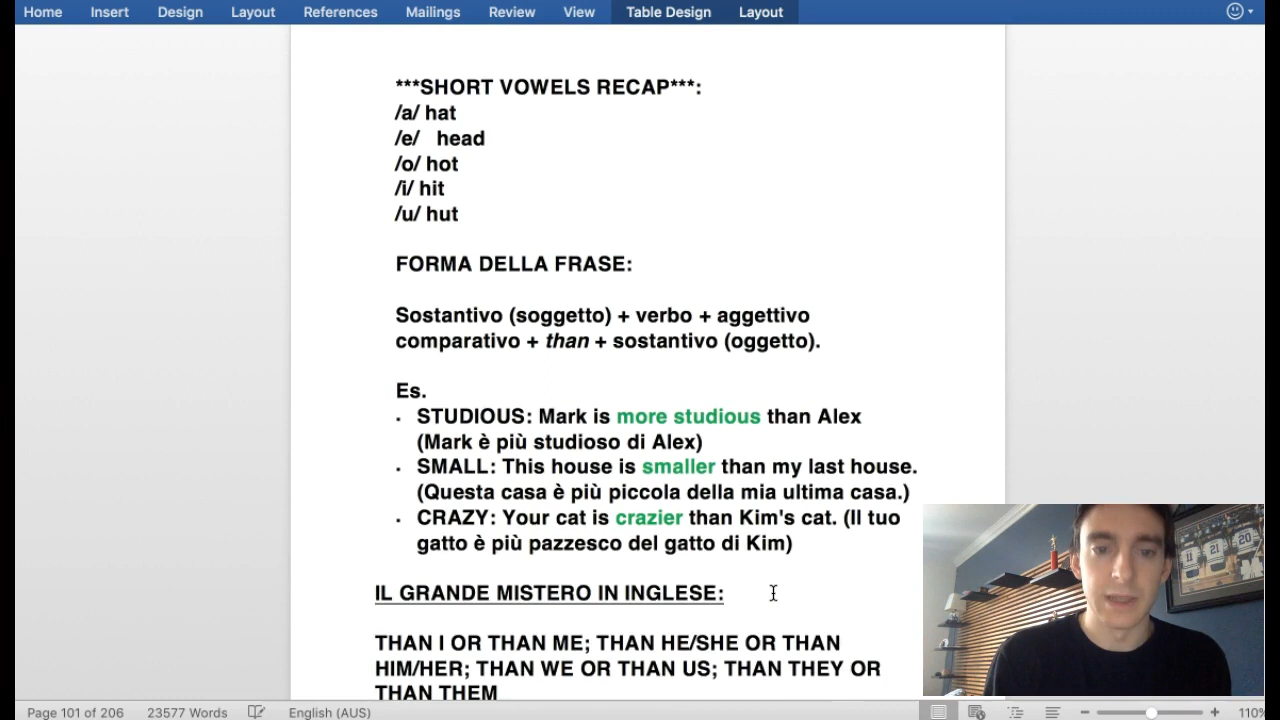 Home Insert Design Layout References Mailings Review View Table Design Layout
***SHORT VOWELS RECAP***:
/a/ hat
/e/ head
/o/ hot
/i/ hit
/u/ hut
FORMA DELLA FRASE:
Sostantivo (soggetto) + verbo + aggettivo
comparativo + than + sostantivo (oggetto).
Es.
▪ STUDIOUS: Mark is more studious than Alex
(Mark è più studioso di Alex)
▪ SMALL: This house is smaller than my last house.
(Questa casa è più piccola della mia ultima casa.)
▪ CRAZY: Your cat is crazier than Kim's cat. (Il tuo
gatto è più pazzesco del gatto di Kim)
IL GRANDE MISTERO IN INGLESE:
THAN I OR THAN ME; THAN HE/SHE OR THAN
HIM/HER; THAN WE OR THAN US; THAN THEY OR
THAN THEM
11 21 20
Page 101 of 206 23577 Words English (AUS) 110%